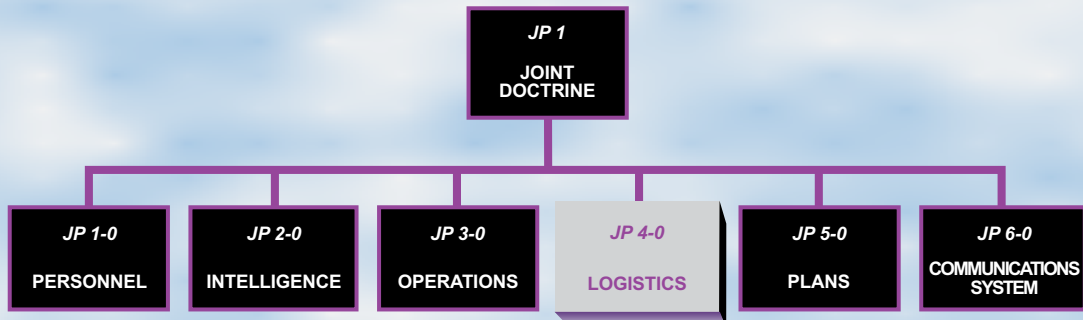 JP 1
JOINT
DOCTRINE
JP 1-0
PERSONNEL
JP 2-0
INTELLIGENCE
JP 3-0
OPERATIONS
JP 4-0
LOGISTICS
JP 5-0
PLANS
JP 6-0
COMMUNICATIONS
SYSTEM